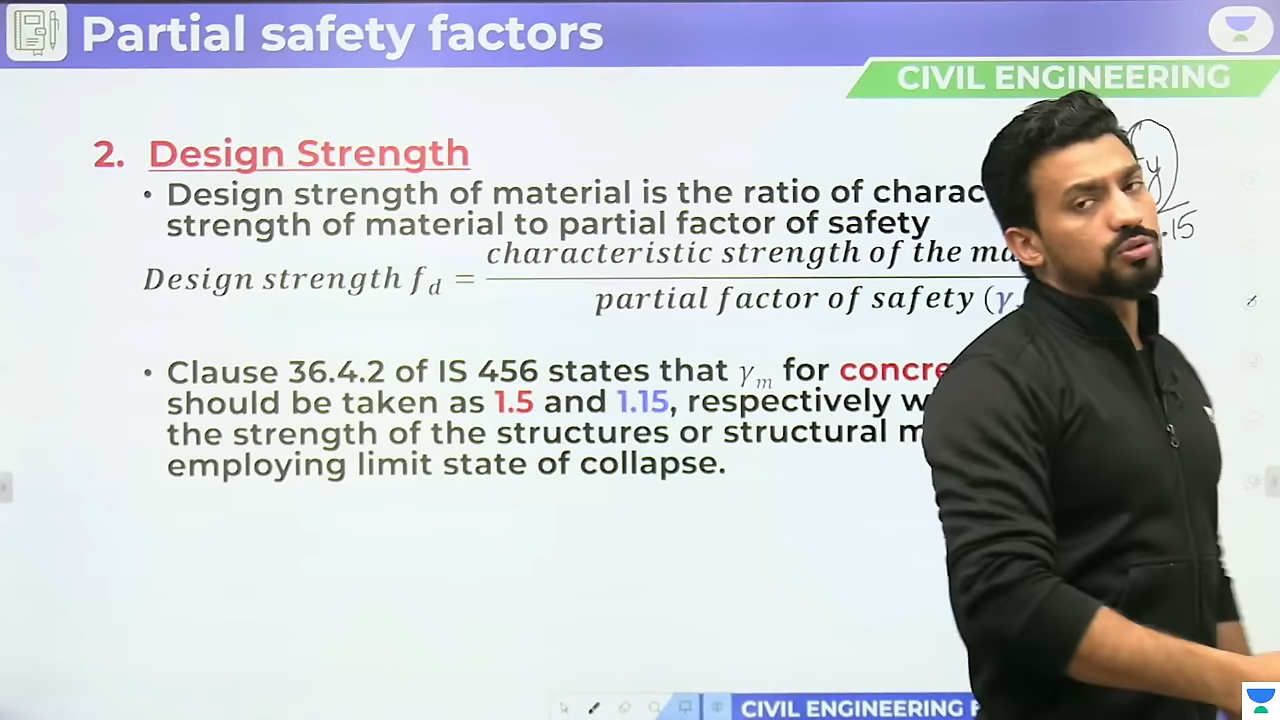 Partial safety factors
CIVIL ENGINEERING
2. Design Strength
• Design strength of material is the ratio of
strength of material to partial factor of safety
Design strength f_d = characteristic strength of the
partial factor of safety (γ
.15
• Clause 36.4.2 of IS 456 states that γ_m for
should be taken as 1.5 and 1.15, respectively
the strength of the structures or structural
employing limit state of collapse.
CIVIL ENGINEERING